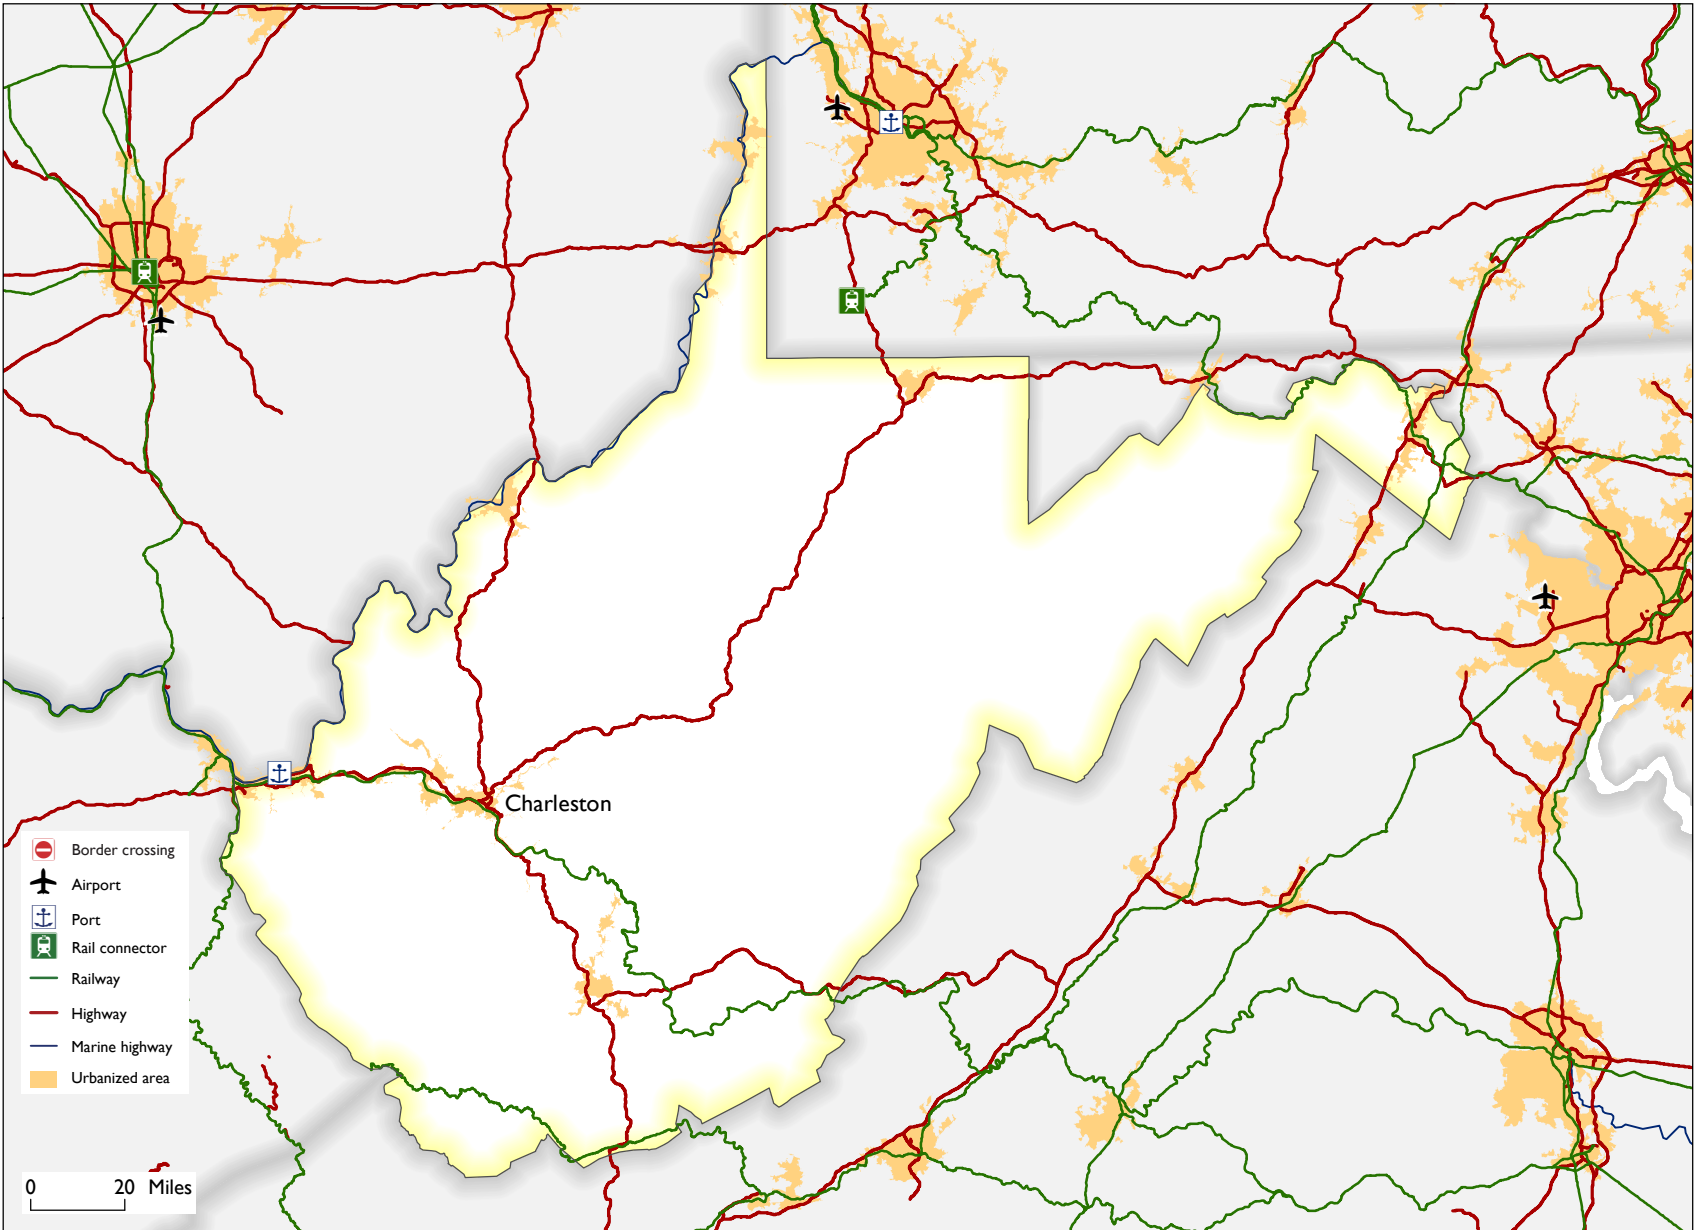 Charleston
Border crossing
Airport
Port
Rail connector
Railway
Highway
Marine highway
Urbanized area
0 20 Miles